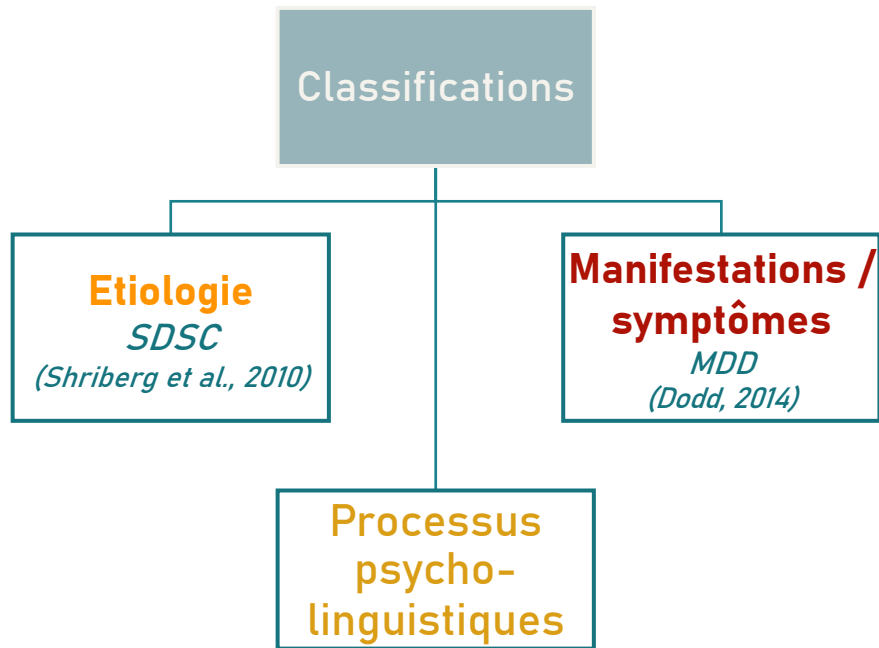 Classifications
Etiologie
SDSC
(Shriberg et al., 2010)
Manifestations /
symptômes
MDD
(Dodd, 2014)
Processus
psycho-
linguistiques